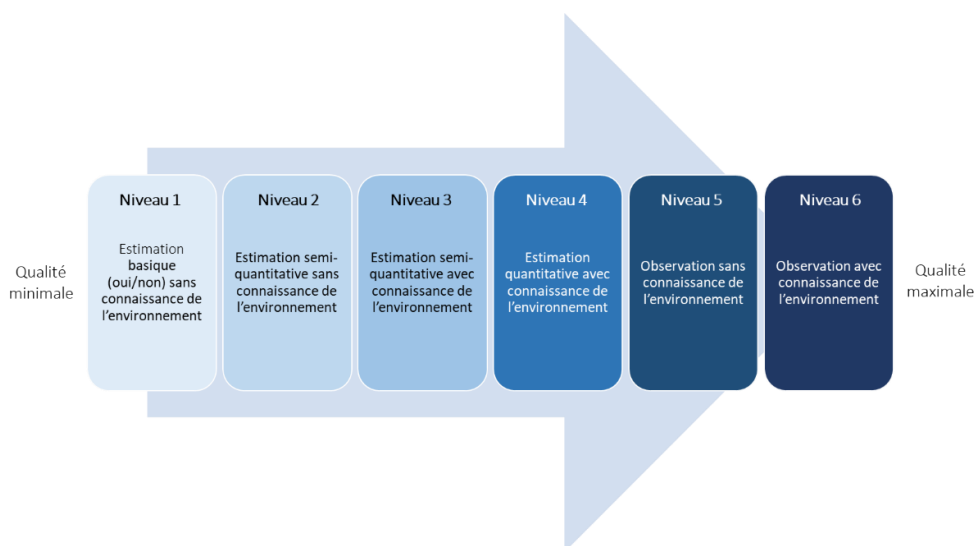 Qualité
minimale
Niveau 1
Estimation
basique
(oui/non) sans
connaissance de
l'environnement
Niveau 2
Estimation semi-
quantitative sans
connaissance de
l'environnement
Niveau 3
Estimation semi-
quantitative avec
connaissance de
l'environnement
Niveau 4
Estimation
quantitative avec
connaissance de
l'environnement
Niveau 5
Observation sans
connaissance de
l'environnement
Niveau 6
Observation avec
connaissance de
l'environnement
Qualité
maximale